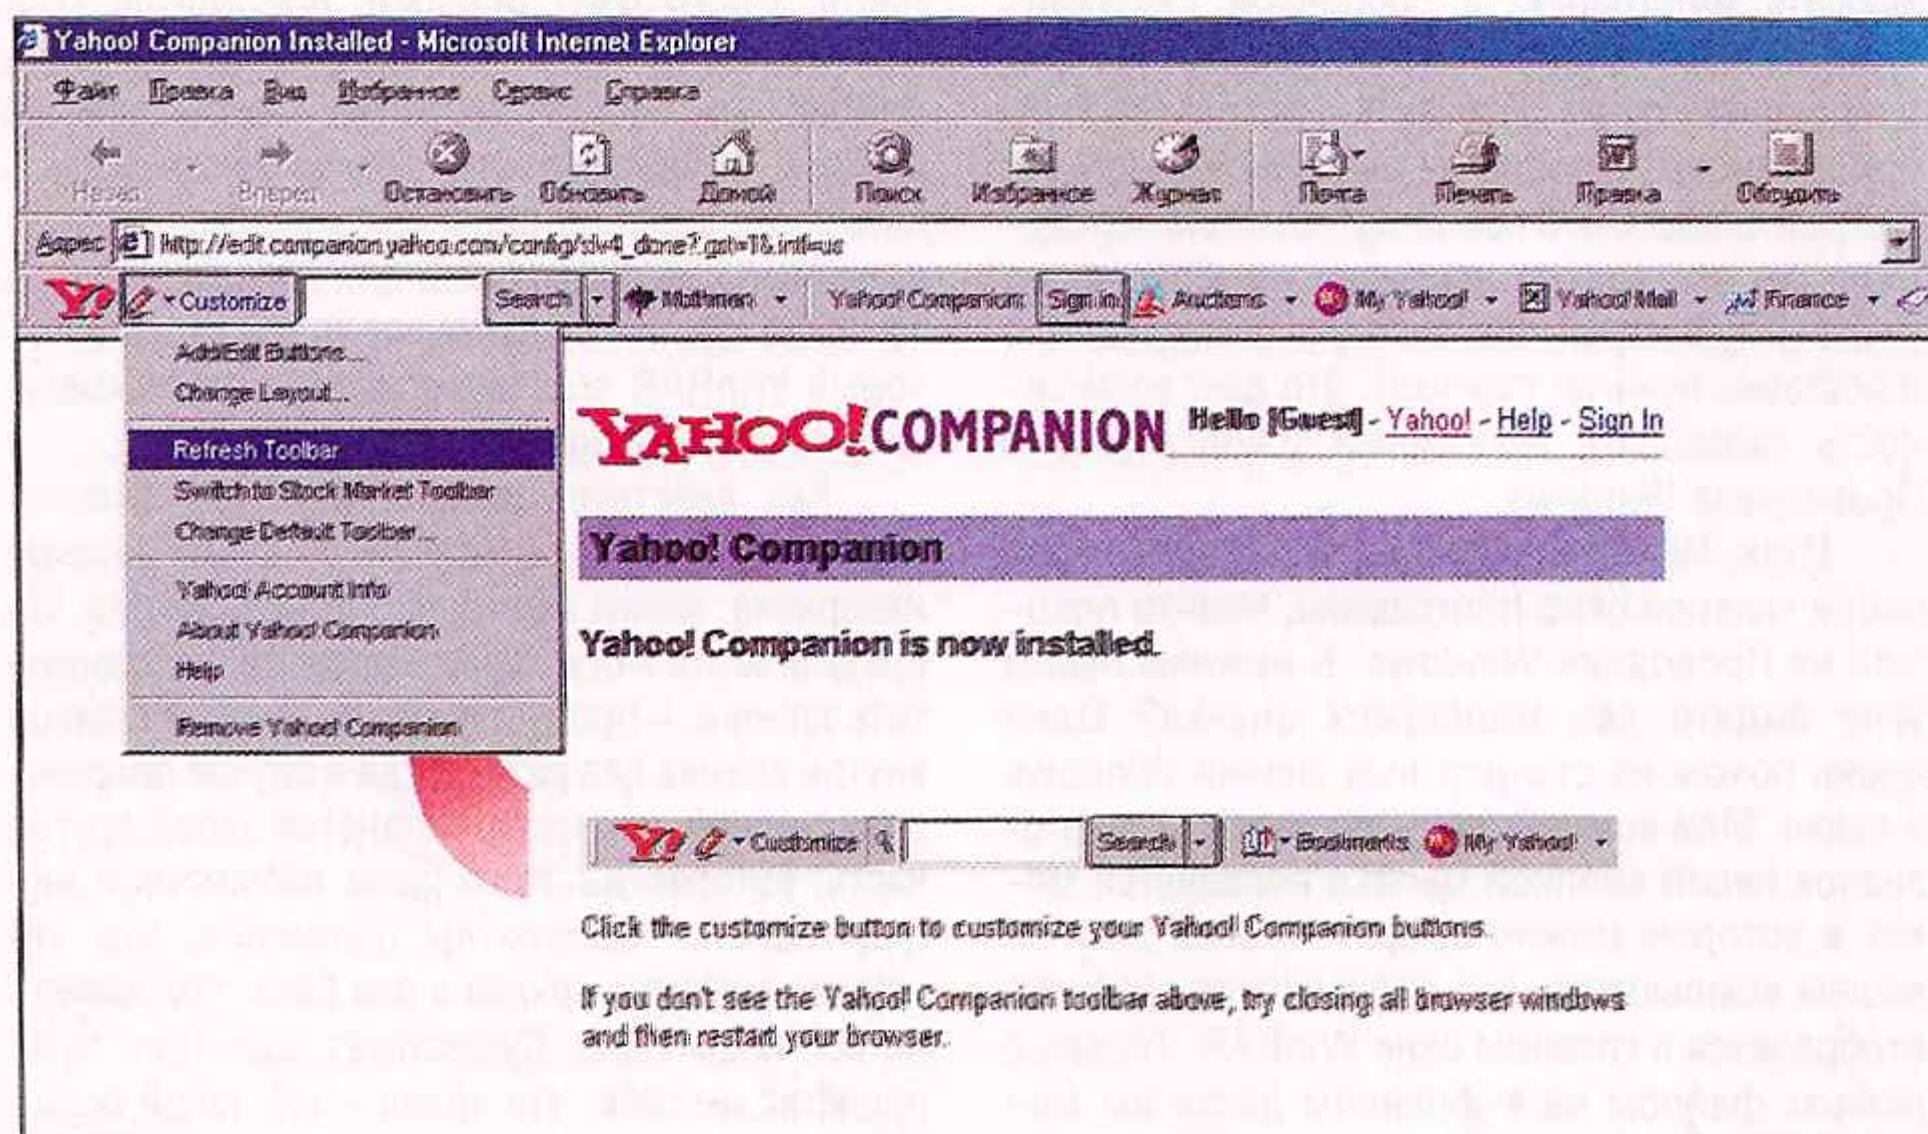 Yahoo! Companion Installed - Microsoft Internet Explorer
Файл Правка Вид Избранное Сервис Справка
Назад Вперед Остановить Обновить Домой Поиск Избранное Журнал Почта Печать Правка Обсудить
Адрес http://edit.companion.yahoo.com/config/slv4_done?.gsb=1&.intl=us
Y! Customize Search Mailman Yahoo! Companion: Sign in Auctions My Yahoo! Yahoo! Mail Finance
Add/Edit Buttons...
Change Layout...
Refresh Toolbar
Switch to Stock Market Toolbar
Change Default Toolbar...
Yahoo! Account Info
About Yahoo! Companion
Help
Remove Yahoo! Companion
YAHOO! COMPANION Hello [Guest] - Yahoo! - Help - Sign In
Yahoo! Companion
Yahoo! Companion is now installed.
Y! Customize Search Bookmarks My Yahoo!
Click the customize button to customize your Yahoo! Companion buttons.
If you don't see the Yahoo! Companion toolbar above, try closing all browser windows
and then restart your browser.